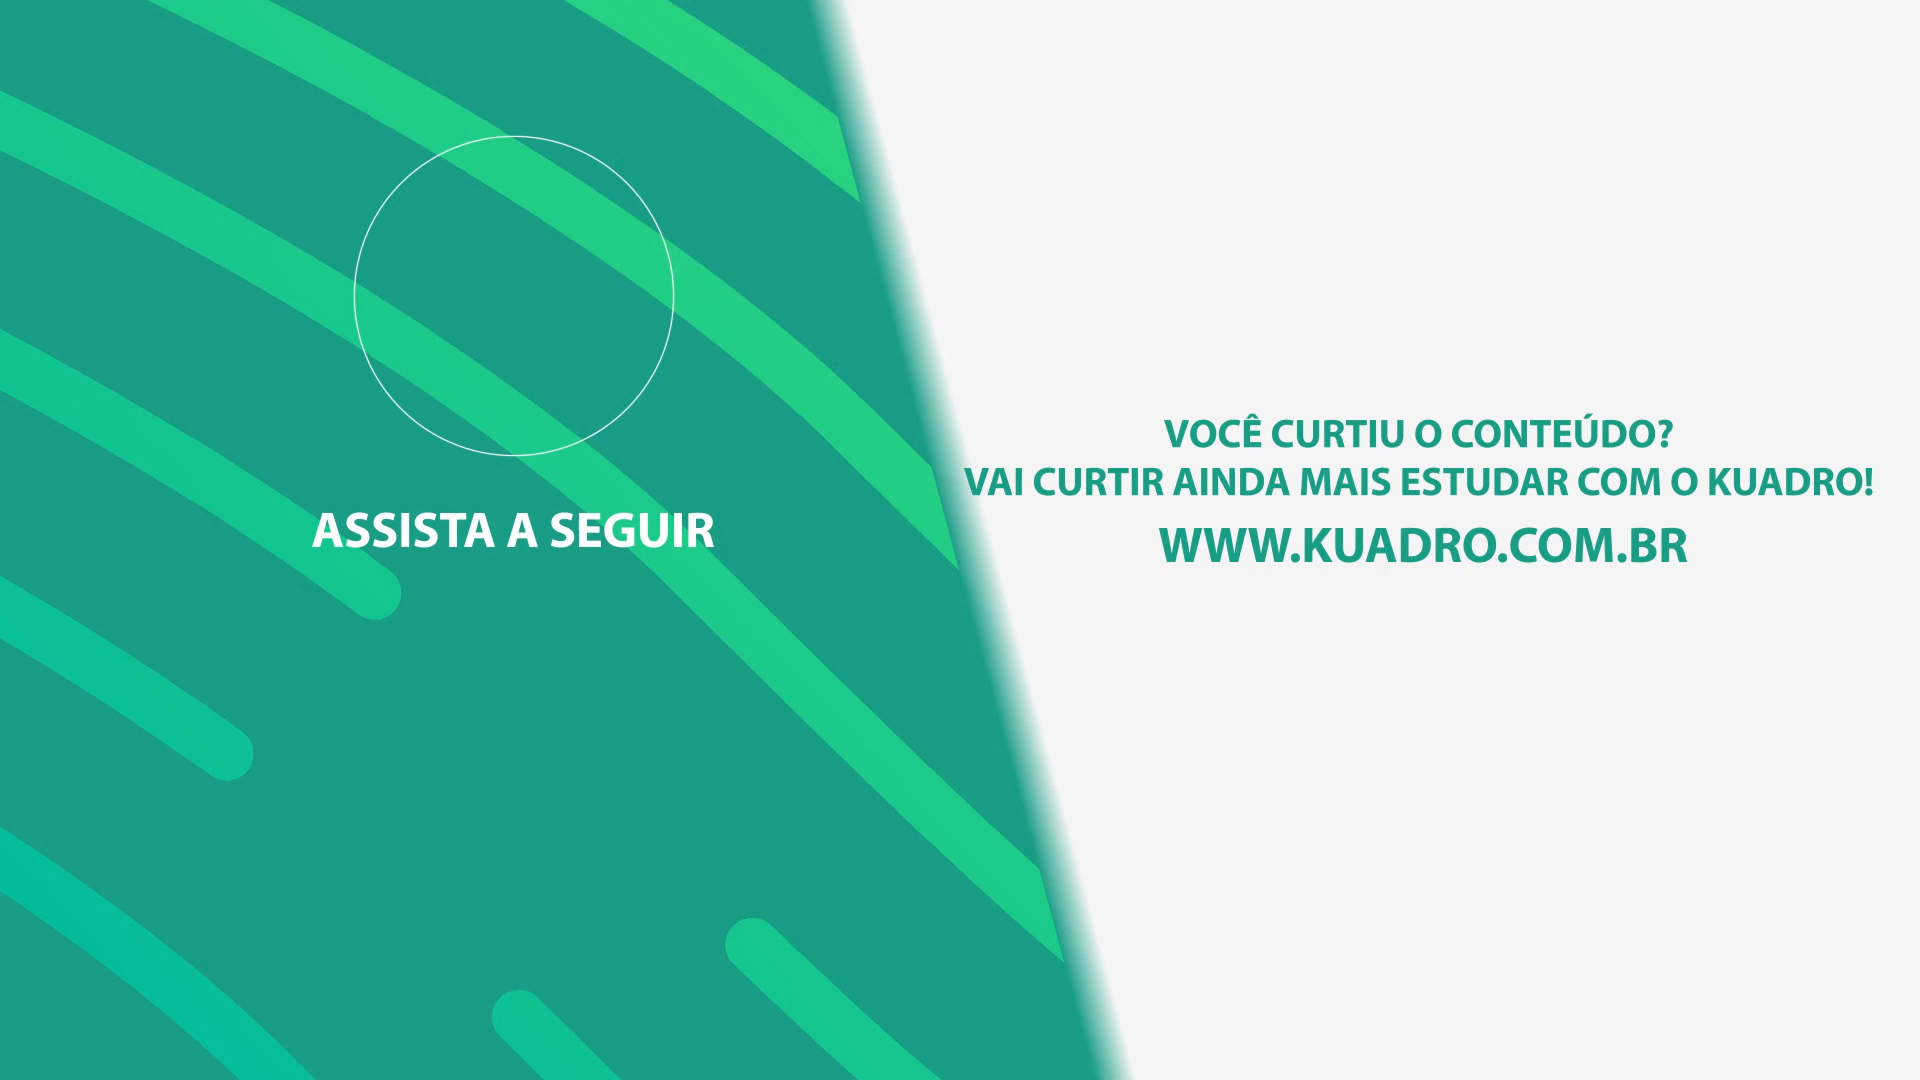 ASSISTA A SEGUIR
VOCÊ CURTIU O CONTEÚDO?
VAI CURTIR AINDA MAIS ESTUDAR COM O KUADRO!
WWW.KUADRO.COM.BR